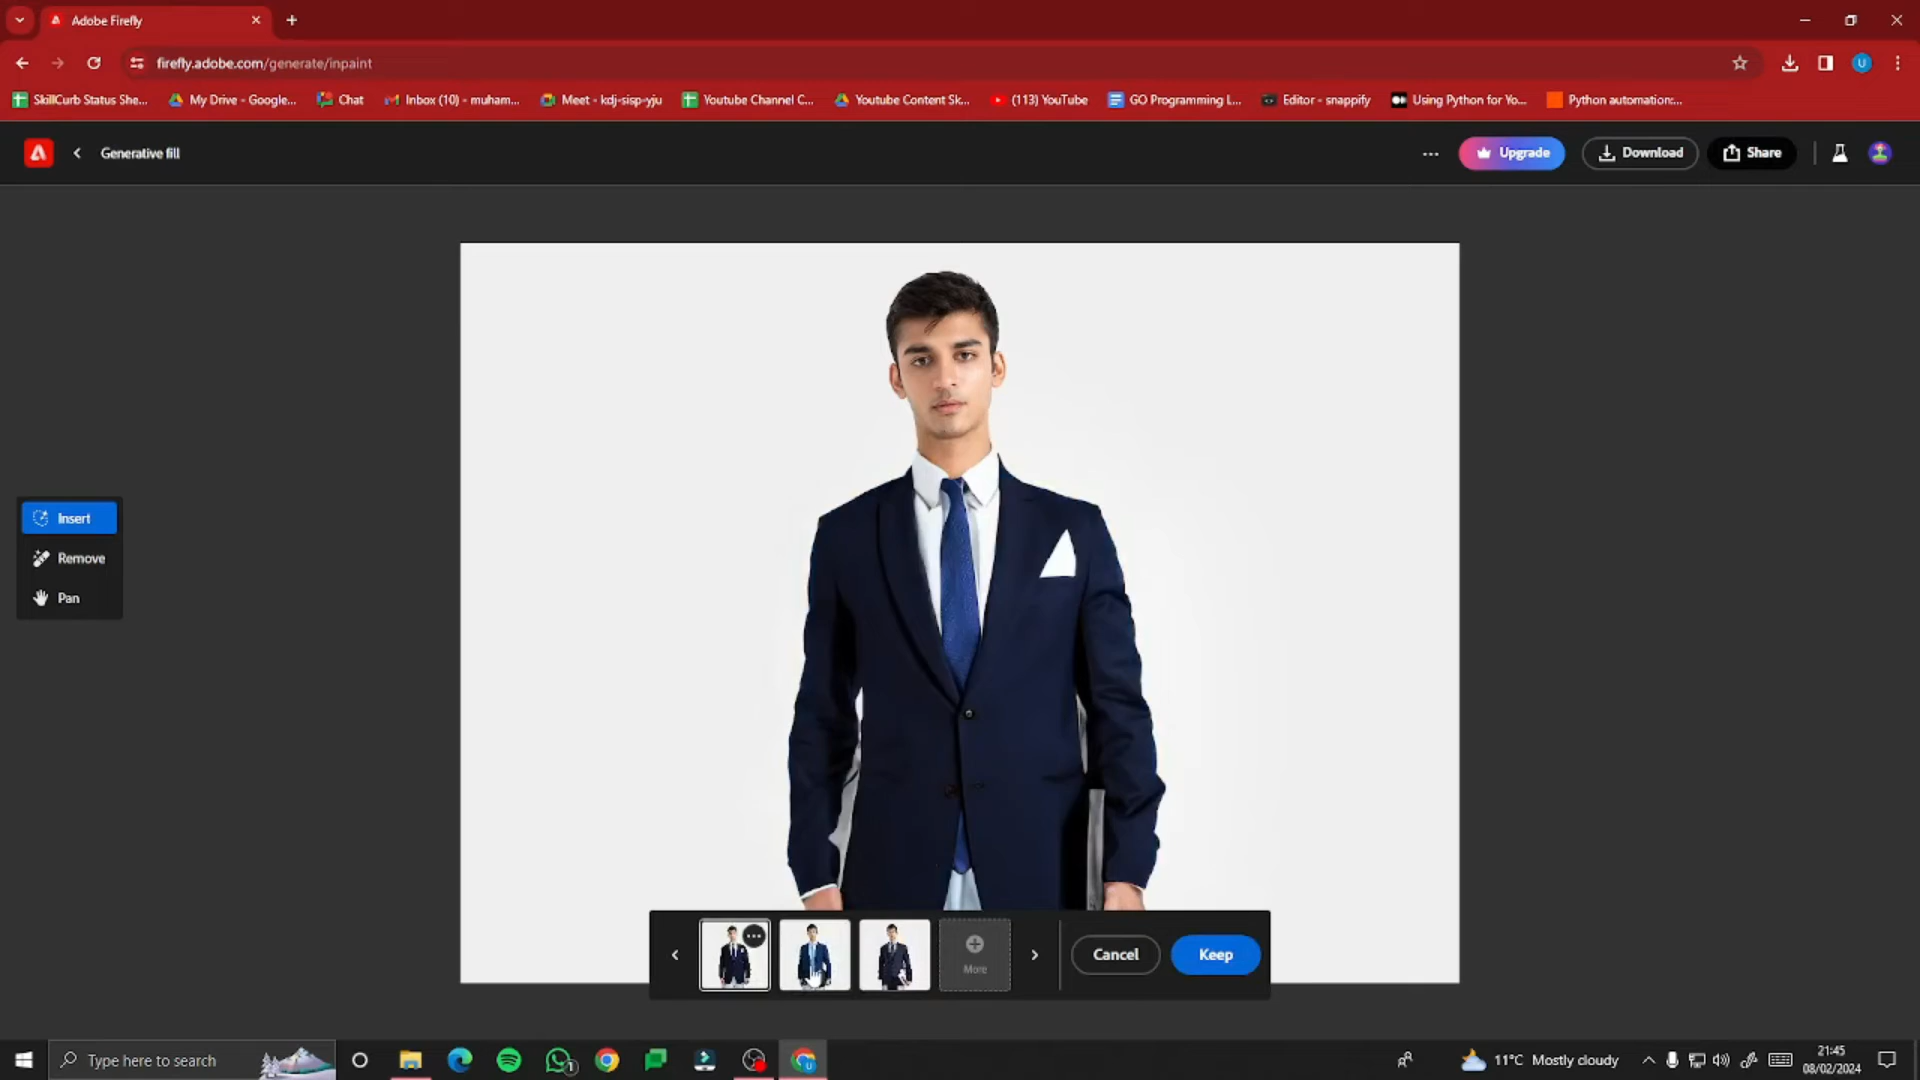 Adobe Firefly
firefly.adobe.com/generate/inpaint
SkillCurb Status She...
My Drive - Google...
Chat
Inbox (10) - muham...
Meet - kdj-sisp-yju
Youtube Channel C...
Youtube Content Sk...
(113) YouTube
GO Programming L...
Editor - snappify
Using Python for Yo...
Python automation:...
Generative fill
Upgrade
Download
Share
Insert
Remove
Pan
More
Cancel
Keep
Type here to search
11°C Mostly cloudy
21:45
08/02/2024